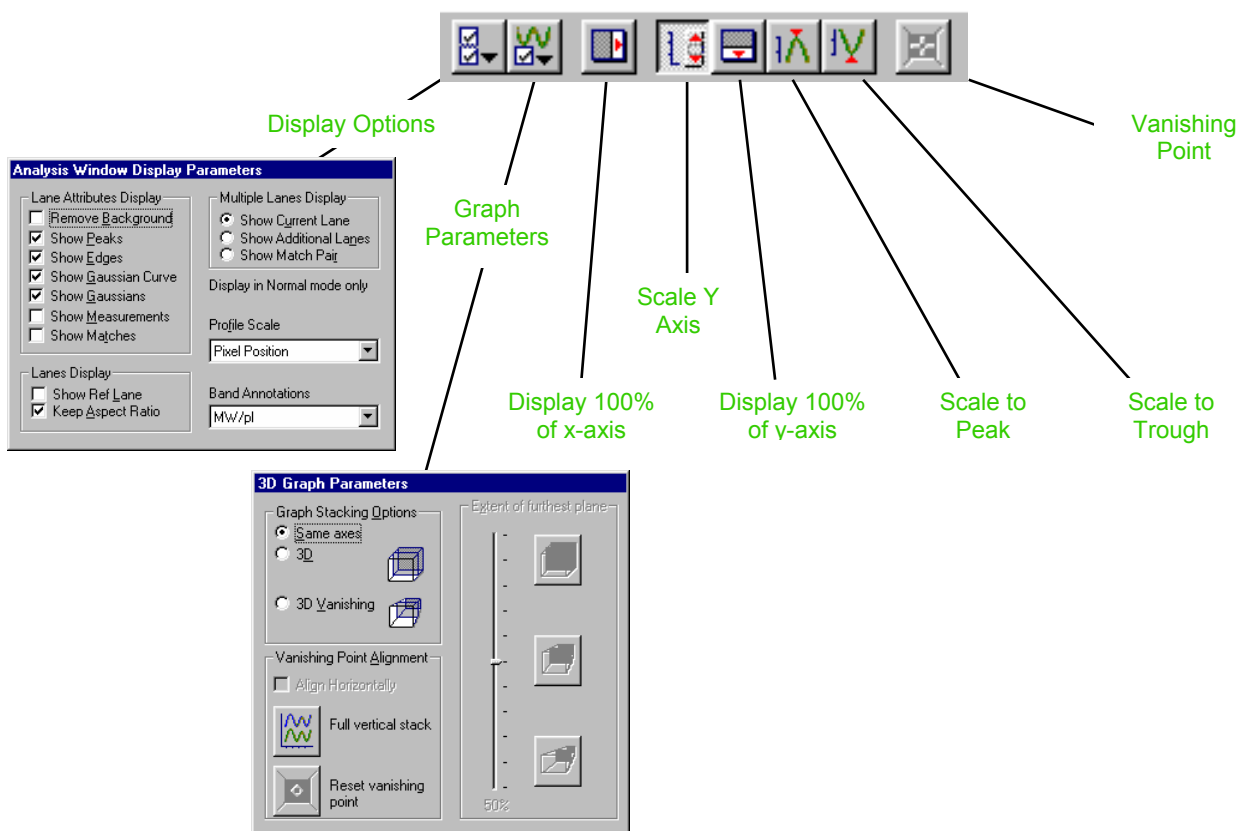 Display Options
Vanishing
Point
Graph
Parameters
Scale Y
Axis
Display 100%
of x-axis
Display 100%
of y-axis
Scale to
Peak
Scale to
Trough
Analysis Window Display Parameters
Lane Attributes Display
Remove Background
Show Peaks
Show Edges
Show Gaussian Curve
Show Gaussians
Show Measurements
Show Matches
Lanes Display
Show Ref Lane
Keep Aspect Ratio
Multiple Lanes Display
Show Current Lane
Show Additional Lanes
Show Match Pair
Display in Normal mode only
Profile Scale
Pixel Position
Band Annotations
MW/pl
3D Graph Parameters
Graph Stacking Options
Same axes
3D
3D Vanishing
Vanishing Point Alignment
Align Horizontally
Full vertical stack
Reset vanishing
point
Extent of furthest plane
50%